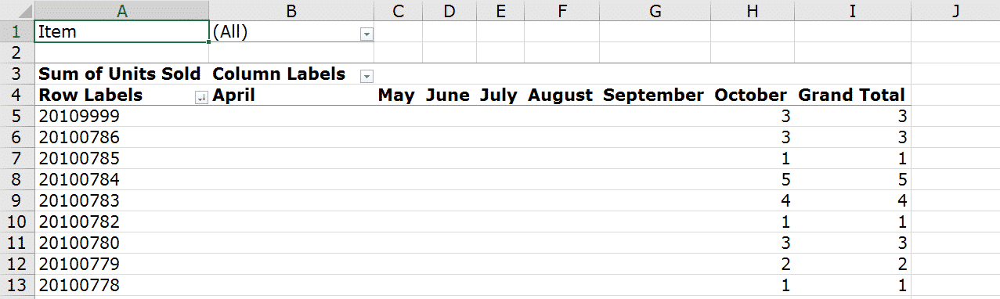 A B C D E F G H I J
1 Item (All)
2
3 Sum of Units Sold Column Labels
4 Row Labels April May June July August September October Grand Total
5 20109999 3 3
6 20100786 3 3
7 20100785 1 1
8 20100784 5 5
9 20100783 4 4
10 20100782 1 1
11 20100780 3 3
12 20100779 2 2
13 20100778 1 1